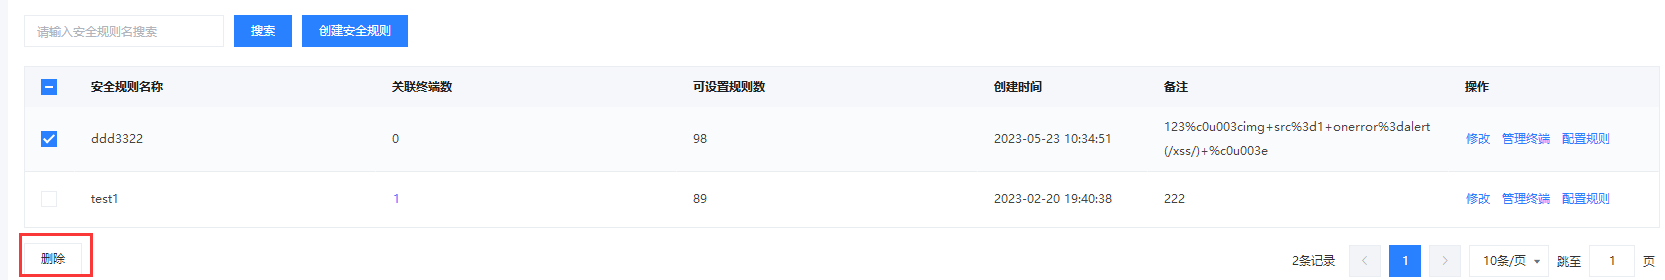 请输入安全规则名搜索 搜索 创建安全规则
安全规则名称 关联终端数 可设置规则数 创建时间 备注 操作
ddd3322 0 98 2023-05-23 10:34:51 123%c0u003cimg+src%3d1+onerror%3dalert
(/xss/)+%c0u003e 修改 管理终端 配置规则
test1 1 89 2023-02-20 19:40:38 222 修改 管理终端 配置规则
删除 2条记录 1 10条/页 跳至 1 页